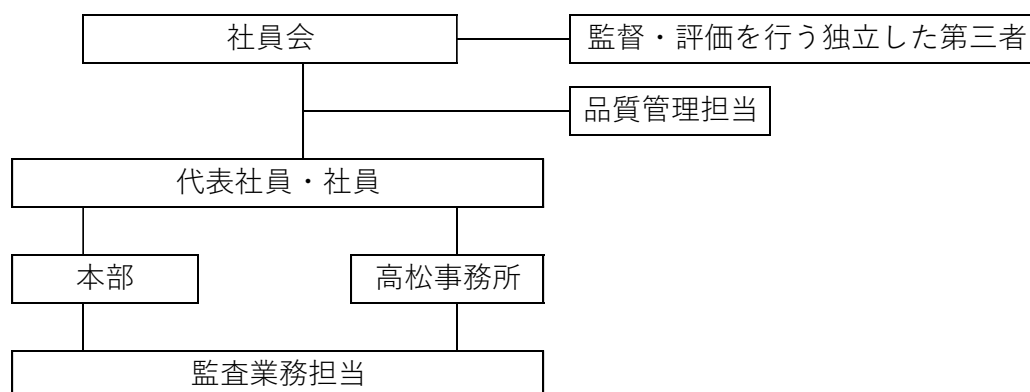 社員会
監督・評価を行う独立した第三者
品質管理担当
代表社員・社員
本部
高松事務所
監査業務担当